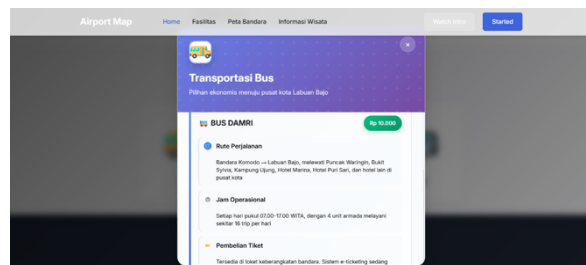 Airport Map Home Fasilitas Peta Bandara Informasi Wisata Watch Intro Started
Transportasi Bus
Pilihan ekonomis menuju pusat kota Labuan Bajo
BUS DAMRI Rp 10.000
Rute Perjalanan
Bandara Komodo — Labuan Bajo, melewati Puncak Waringin, Bukit
Sylvia, Kampung Ujung, Hotel Marina, Hotel Puri Sari, dan hotel lain di
pusat kota
Jam Operasional
Setiap hari pukul 07.00-17.00 WITA, dengan 4 unit armada melayani
sekitar 18 trip per hari
Pembelian Tiket
Tersedia di loket keberangkatan bandara. Sistem e-ticketing sedang